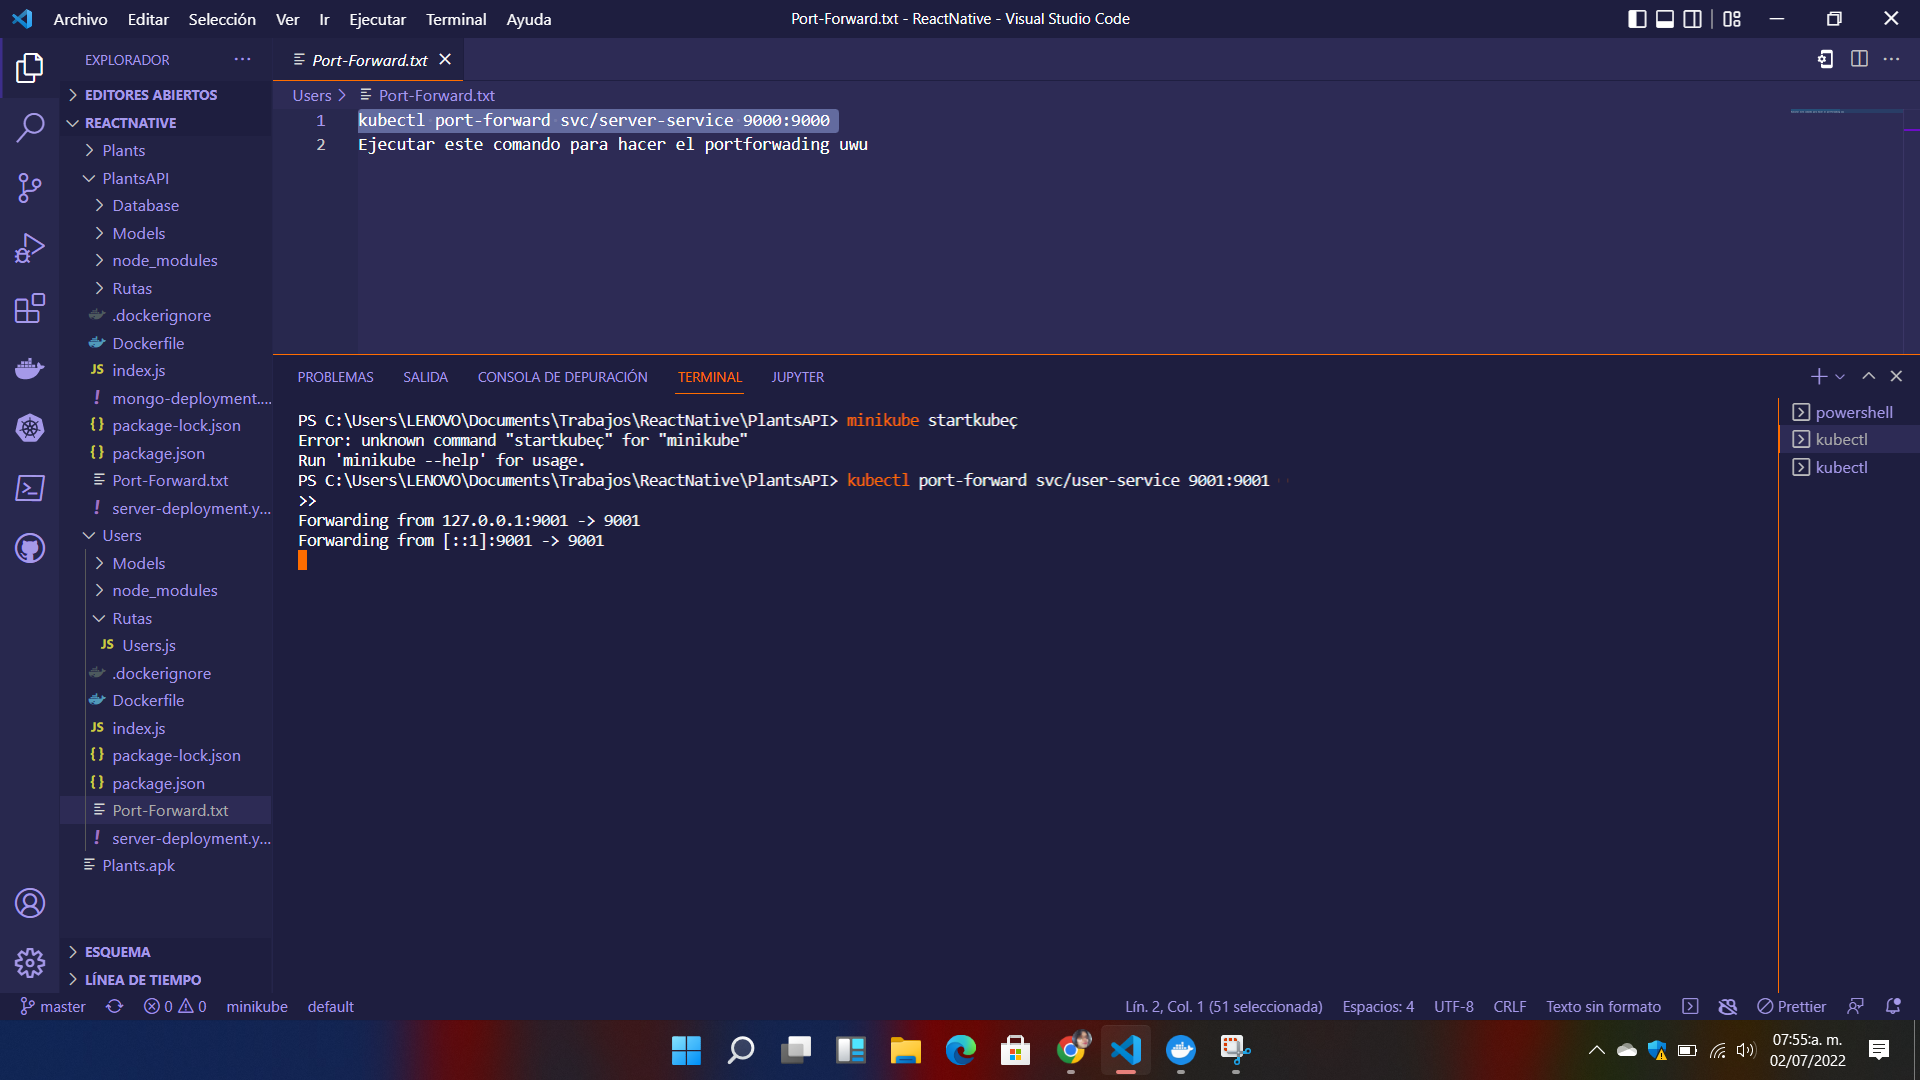 Archivo Editar Selección Ver Ir Ejecutar Terminal Ayuda
Port-Forward.txt - ReactNative - Visual Studio Code
EXPLORADOR
EDITORES ABIERTOS
REACTNATIVE
Plants
PlantsAPI
Database
Models
node_modules
Rutas
.dockerignore
Dockerfile
JS index.js
! mongo-deployment....
{} package-lock.json
{} package.json
Port-Forward.txt
! server-deployment.y...
Users
Models
node_modules
Rutas
JS Users.js
.dockerignore
Dockerfile
JS index.js
{} package-lock.json
{} package.json
Port-Forward.txt
! server-deployment.y...
Plants.apk
ESQUEMA
LÍNEA DE TIEMPO
Port-Forward.txt
Users > Port-Forward.txt
1 kubectl port-forward svc/server-service 9000:9000
2 Ejecutar este comando para hacer el portforwading uwu
PROBLEMAS SALIDA CONSOLA DE DEPURACIÓN TERMINAL JUPYTER
PS C:\Users\LENOVO\Documents\Trabajos\ReactNative\PlantsAPI> minikube startkubeç
Error: unknown command "startkubeç" for "minikube"
Run 'minikube --help' for usage.
PS C:\Users\LENOVO\Documents\Trabajos\ReactNative\PlantsAPI> kubectl port-forward svc/user-service 9001:9001
>>
Forwarding from 127.0.0.1:9001 -> 9001
Forwarding from [::1]:9001 -> 9001
powershell
kubectl
kubectl
master 0 0 minikube default
Lín. 2, Col. 1 (51 seleccionada) Espacios: 4 UTF-8 CRLF Texto sin formato Prettier
07:55:a. m.
02/07/2022